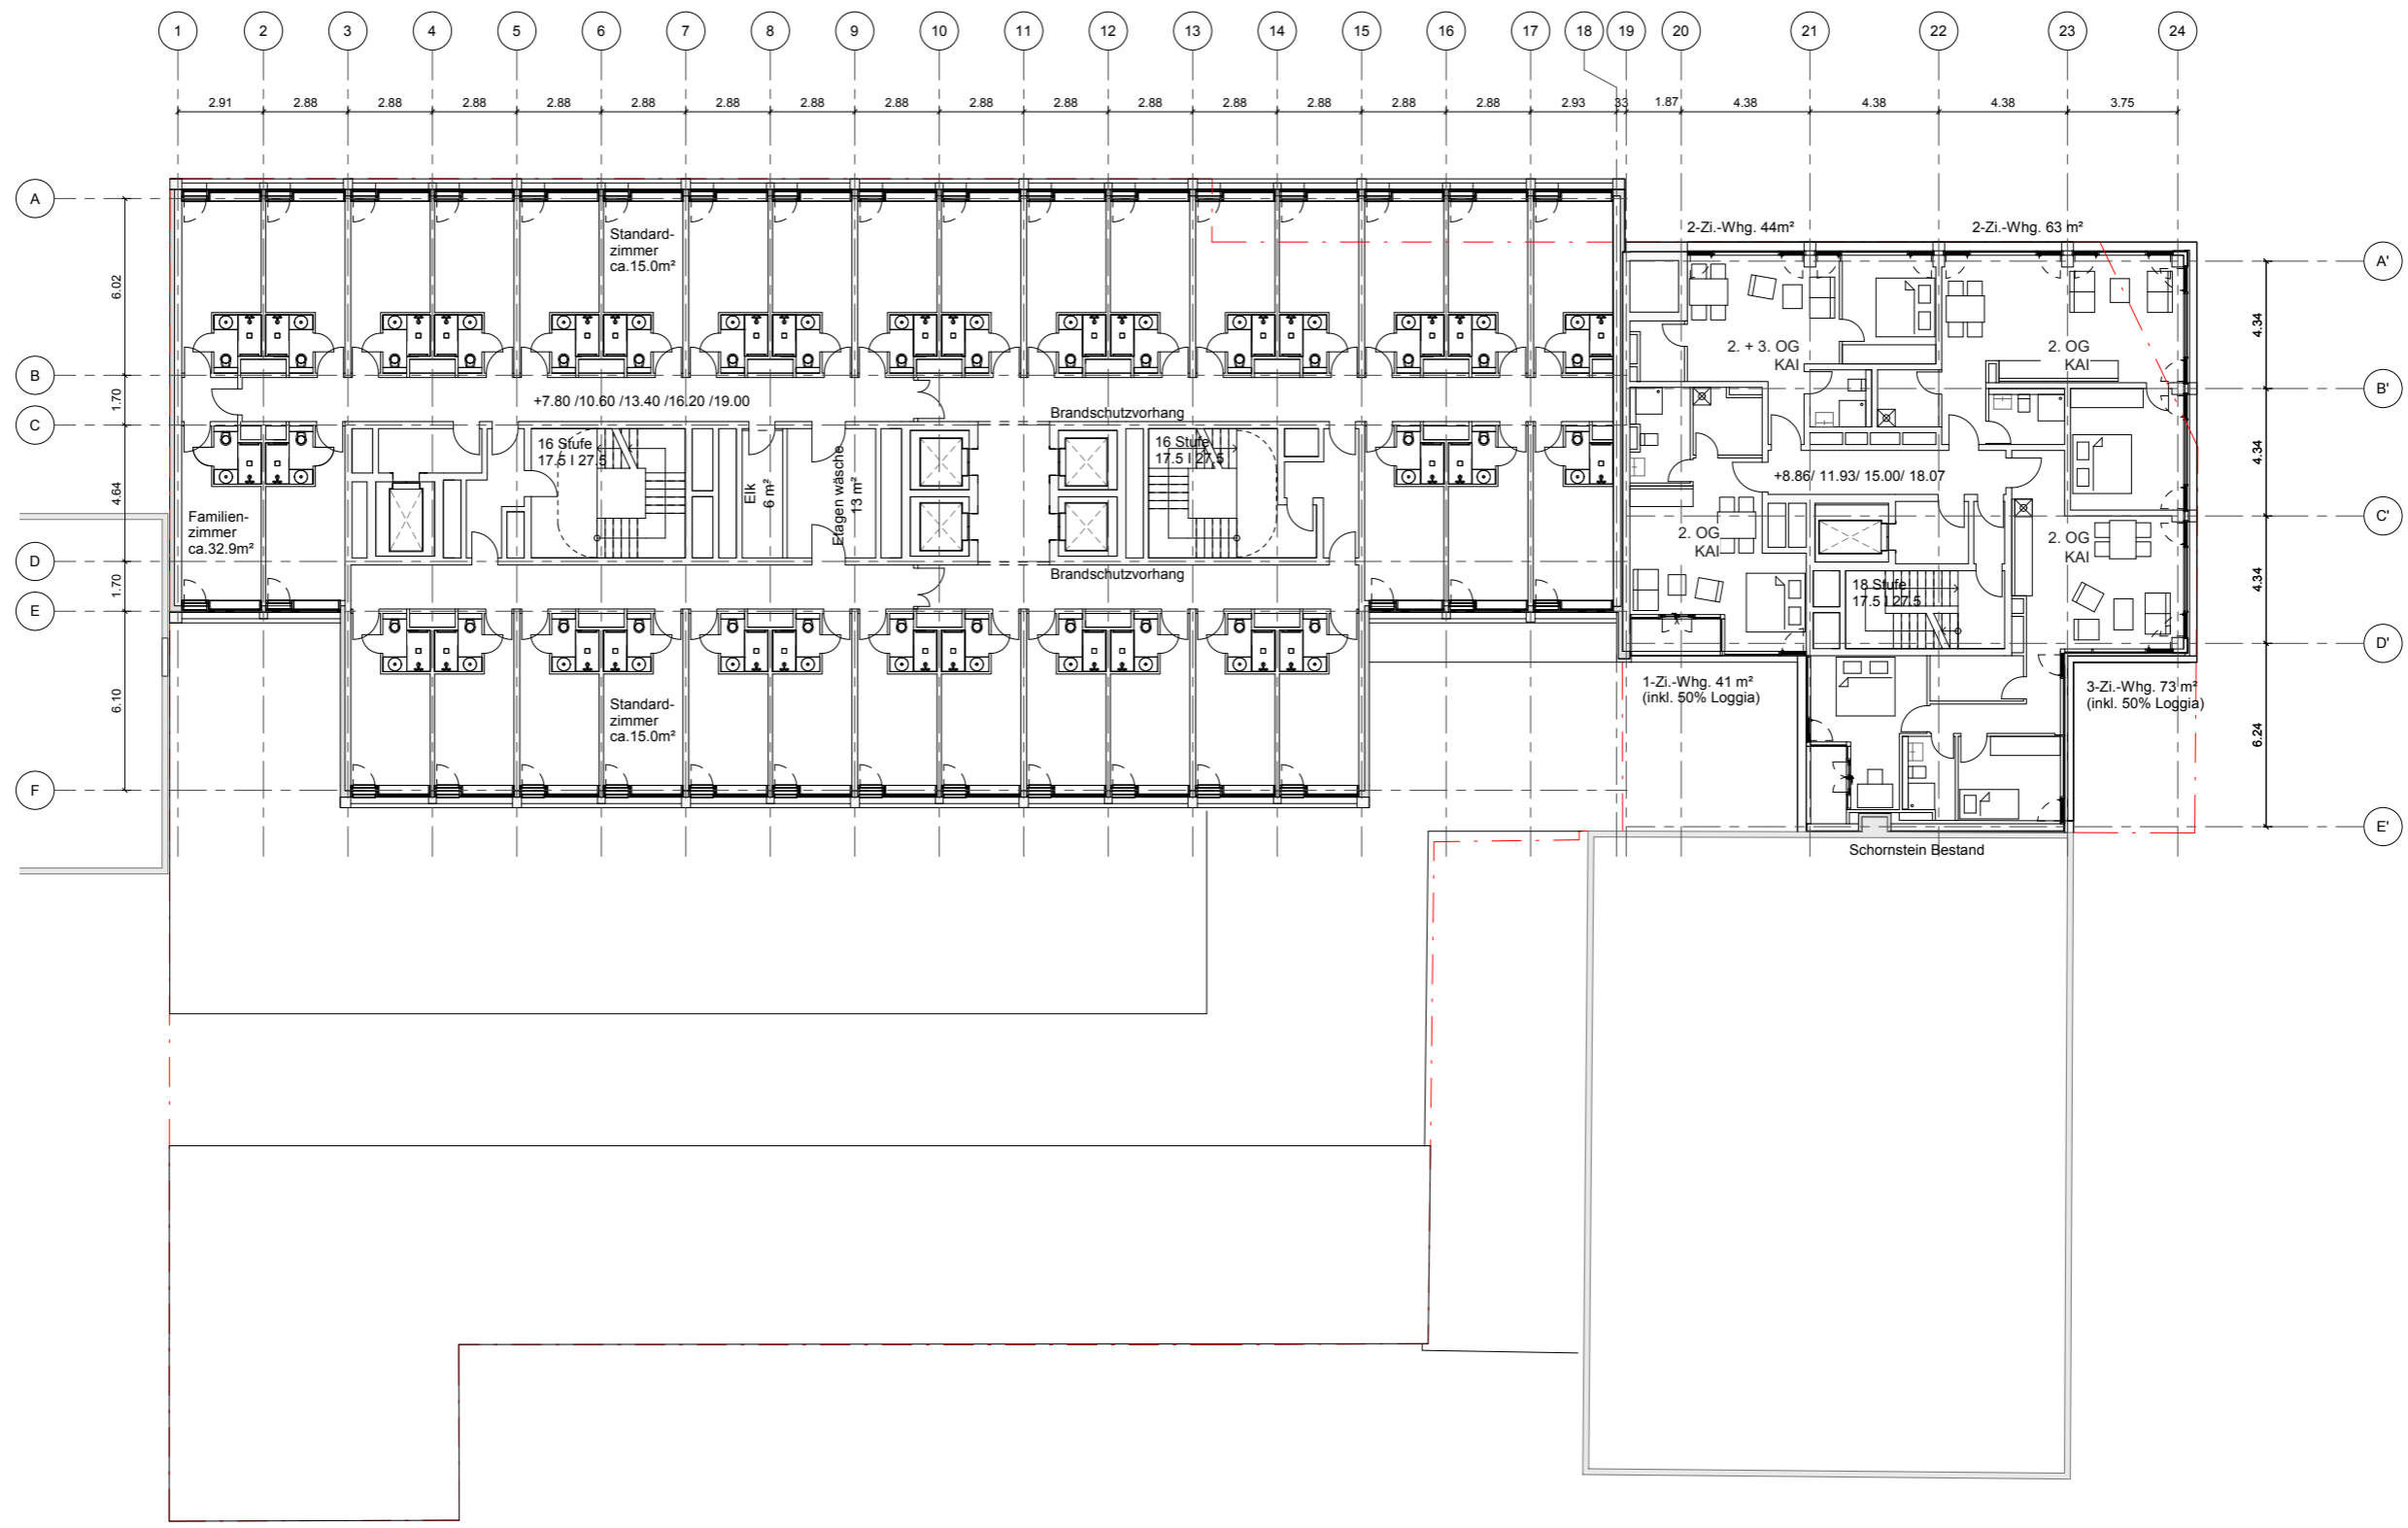 1 2 3 4 5 6 7 8 9 10 11 12 13 14 15 16 17 18 19 20 21 22 23 24
2.91 2.88 2.88 2.88 2.88 2.88 2.88 2.88 2.88 2.88 2.88 2.88 2.88 2.88 2.88 2.88 2.93 33 1.87 4.38 4.38 4.38 3.75
A
B
C
D
E
F
6.02
1.70
4.64
1.70
6.10
Standard-
zimmer
ca.15.0m²
+7.80 /10.60 /13.40 /16.20 /19.00
Brandschutzvorhang
16 Stufe
17.5 I 27.5
Elk
6 m²
Etagen wäsche
13 m²
16 Stufe
17.5 I 27.5
Familien-
zimmer
ca.32.9m²
Brandschutzvorhang
Standard-
zimmer
ca.15.0m²
2-Zi.-Whg. 44m²
2-Zi.-Whg. 63 m²
2. + 3. OG
KAI
2. OG
KAI
+8.86/ 11.93/ 15.00/ 18.07
2. OG
KAI
2. OG
KAI
18 Stufe
17.5 I 27.5
1-Zi.-Whg. 41 m²
(inkl. 50% Loggia)
3-Zi.-Whg. 73 m²
(inkl. 50% Loggia)
Schornstein Bestand
A'
B'
C'
D'
E'
4.34
4.34
4.34
6.24